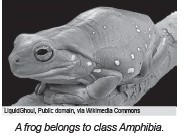 LiquidGhoul, Public domain, via Wikimedia Commons
A frog belongs to class Amphibia.